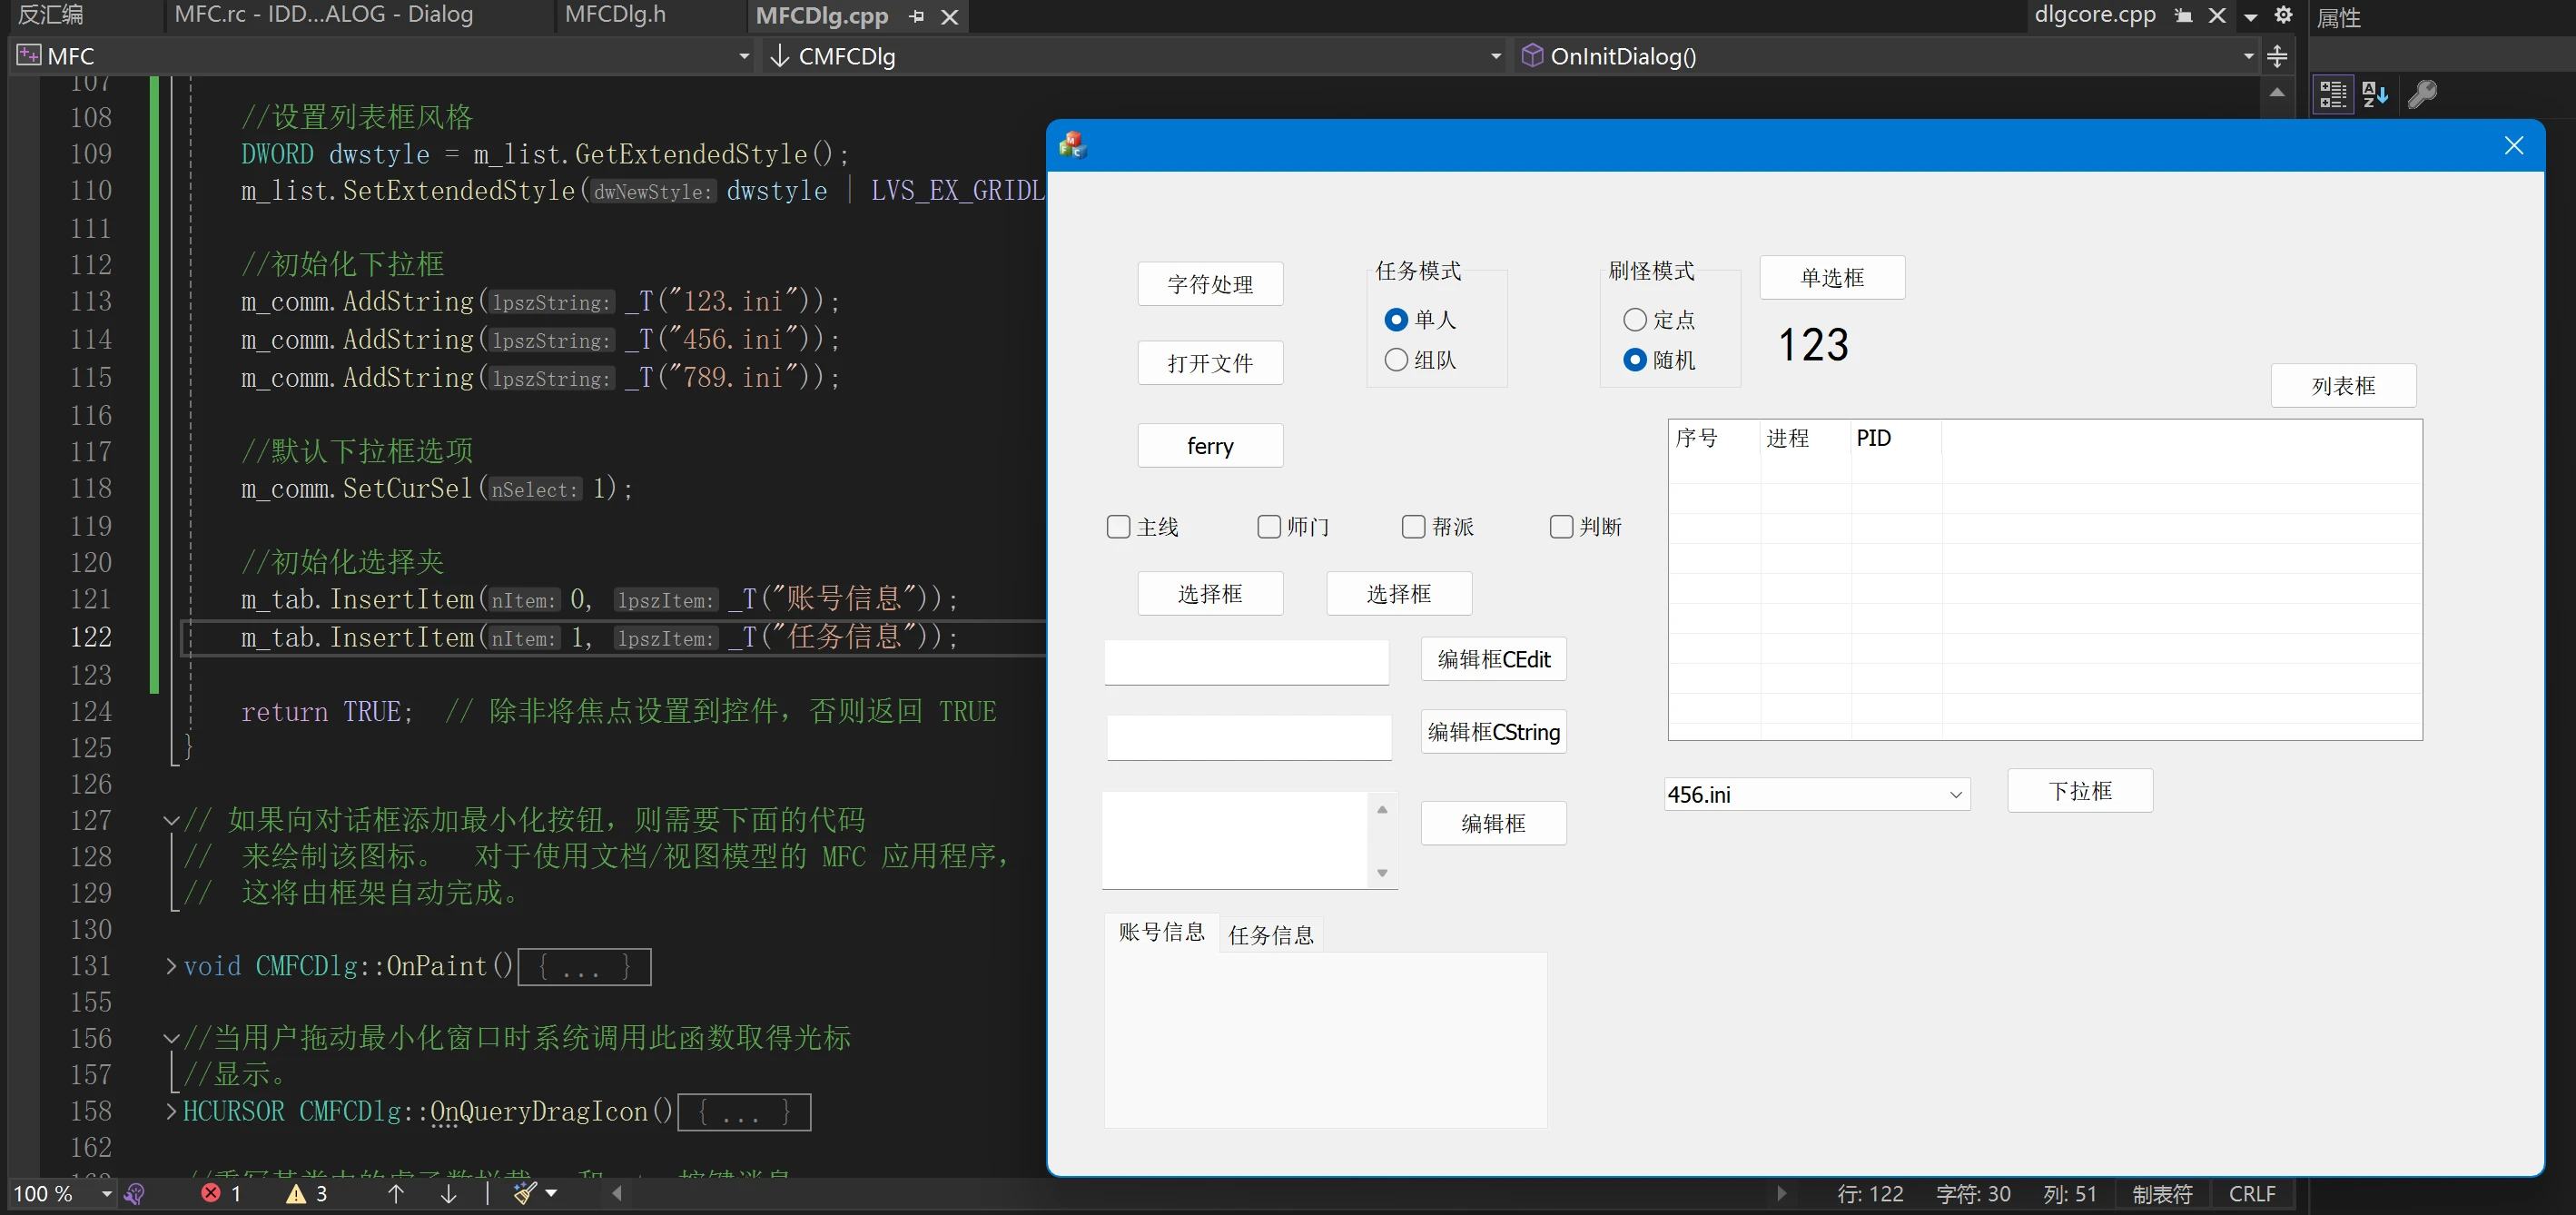 反汇编
MFC.rc - IDD...ALOG - Dialog
MFCDlg.h
MFCDlg.cpp
dlgcore.cpp
属性
MFC
CMFCDlg
OnInitDialog()
107
108 //设置列表框风格
109 DWORD dwstyle = m_list.GetExtendedStyle();
110 m_list.SetExtendedStyle(dwNewStyle: dwstyle | LVS_EX_GRIDL
111
112 //初始化下拉框
113 m_comm.AddString(lpszString: _T("123.ini"));
114 m_comm.AddString(lpszString: _T("456.ini"));
115 m_comm.AddString(lpszString: _T("789.ini"));
116
117 //默认下拉框选项
118 m_comm.SetCurSel(nSelect: 1);
119
120 //初始化选择夹
121 m_tab.InsertItem(nItem: 0, lpszItem: _T("账号信息"));
122 m_tab.InsertItem(nItem: 1, lpszItem: _T("任务信息"));
123
124 return TRUE; // 除非将焦点设置到控件，否则返回 TRUE
125 }
126
127 // 如果向对话框添加最小化按钮，则需要下面的代码
128 // 来绘制该图标。 对于使用文档/视图模型的 MFC 应用程序，
129 // 这将由框架自动完成。
130
131 void CMFCDlg::OnPaint(){ ... }
155
156 //当用户拖动最小化窗口时系统调用此函数取得光标
157 //显示。
158 HCURSOR CMFCDlg::OnQueryDragIcon(){ ... }
162
字符处理
打开文件
ferry
任务模式
单人
组队
刷怪模式
定点
随机
单选框
123
列表框
序号 进程 PID
主线 师门 帮派 判断
选择框 选择框
编辑框CEdit
编辑框CString
编辑框
456.ini
下拉框
账号信息 任务信息
100 %
1
3
行: 122 字符: 30 列: 51 制表符 CRLF